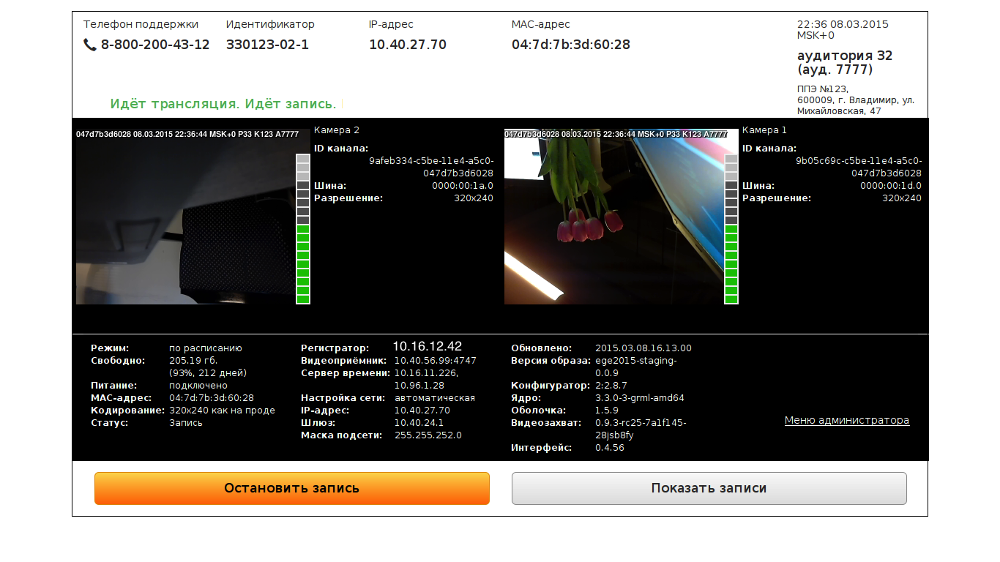 Телефон поддержки
8-800-200-43-12
Идентификатор
330123-02-1
IP-адрес
10.40.27.70
MAC-адрес
04:7d:7b:3d:60:28
22:36 08.03.2015
MSK+0
аудитория 32
(ауд. 7777)
ППЭ №123,
600009, г. Владимир, ул.
Михайловская, 47
Идёт трансляция. Идёт запись.
047d7b3d6028 08.03.2015 22:36:44 MSK+0 P33 K123 A7777
Камера 2
ID канала:
9afeb334-c5be-11e4-a5c0-
047d7b3d6028
Шина: 0000:00:1a.0
Разрешение: 320x240
047d7b3d6028 08.03.2015 22:36:44 MSK+0 P33 K123 A7777
Камера 1
ID канала:
9b05c69c-c5be-11e4-a5c0-
047d7b3d6028
Шина: 0000:00:1d.0
Разрешение: 320x240
Режим: по расписанию
Свободно: 205.19 гб.
(93%, 212 дней)
Питание: подключено
MAC-адрес: 04:7d:7b:3d:60:28
Кодирование: 320x240 как на проде
Статус: Запись
Регистратор: 10.16.12.42
Видеоприёмник: 10.40.56.99:4747
Сервер времени: 10.16.11.226,
10.96.1.28
Настройка сети: автоматическая
IP-адрес: 10.40.27.70
Шлюз: 10.40.24.1
Маска подсети: 255.255.252.0
Обновлено: 2015.03.08.16.13.00
Версия образа: ege2015-staging-
0.0.9
Конфигуратор: 2:2.8.7
Ядро: 3.3.0-3-grml-amd64
Оболочка: 1.5.9
Видеозахват: 0.9.3-rc25-7a1f145-
28jsb8fy
Интерфейс: 0.4.56
Меню администратора
Остановить запись
Показать записи